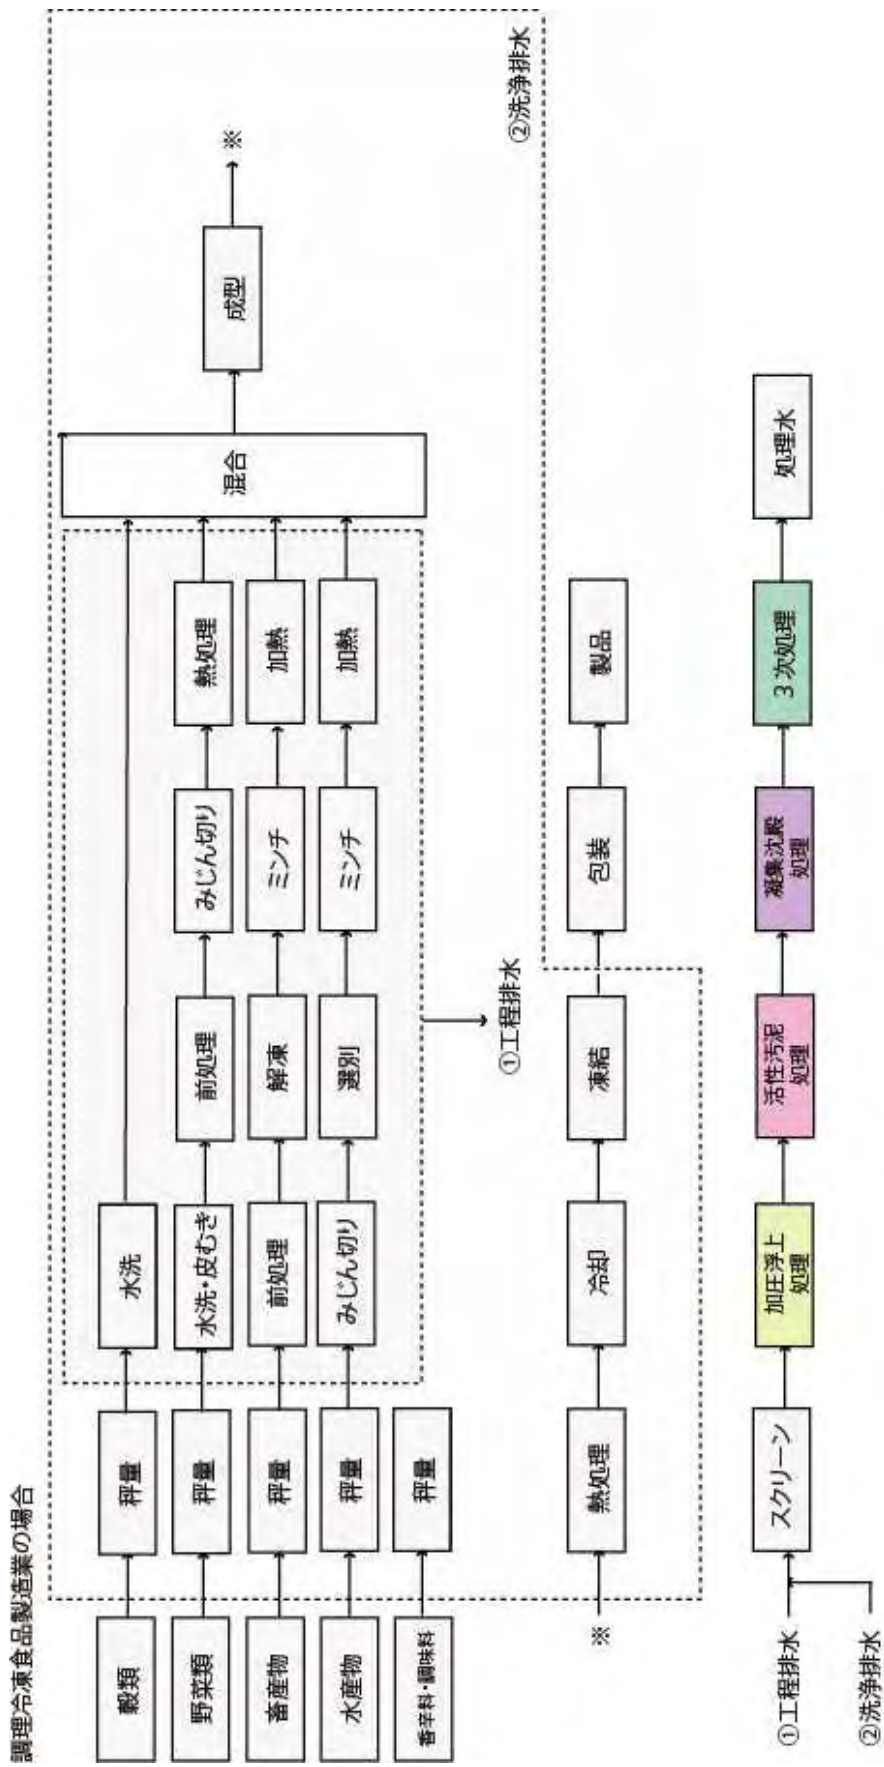 調理冷凍食品製造業の場合
穀類
秤量
水洗
野菜類
秤量
水洗・皮むき
前処理
みじん切り
熱処理
畜産物
秤量
前処理
解凍
ミンチ
加熱
水産物
秤量
みじん切り
選別
ミンチ
加熱
香辛料・調味料
秤量
混合
成型
※
①工程排水
②洗浄排水
※
熱処理
冷却
凍結
包装
製品
①工程排水
②洗浄排水
スクリーン
加圧浮上
処理
活性汚泥
処理
凝集沈殿
処理
3次処理
処理水